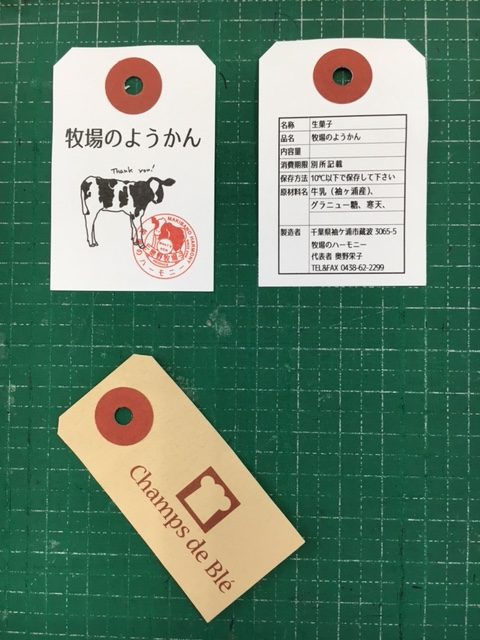 牧場のようかん
Thank you!
MAKIBANO HARMONY
のハーモニー
名称 生菓子
品名 牧場のようかん
内容量
消費期限 別所記載
保存方法 10℃以下で保存して下さい
原材料名 牛乳（袖ヶ浦産）、
グラニュー糖、寒天、
製造者 千葉県袖ケ浦市蔵波 3065-5
牧場のハーモニー
代表者 奥野栄子
TEL&FAX 0438-62-2299
Champs de Blé